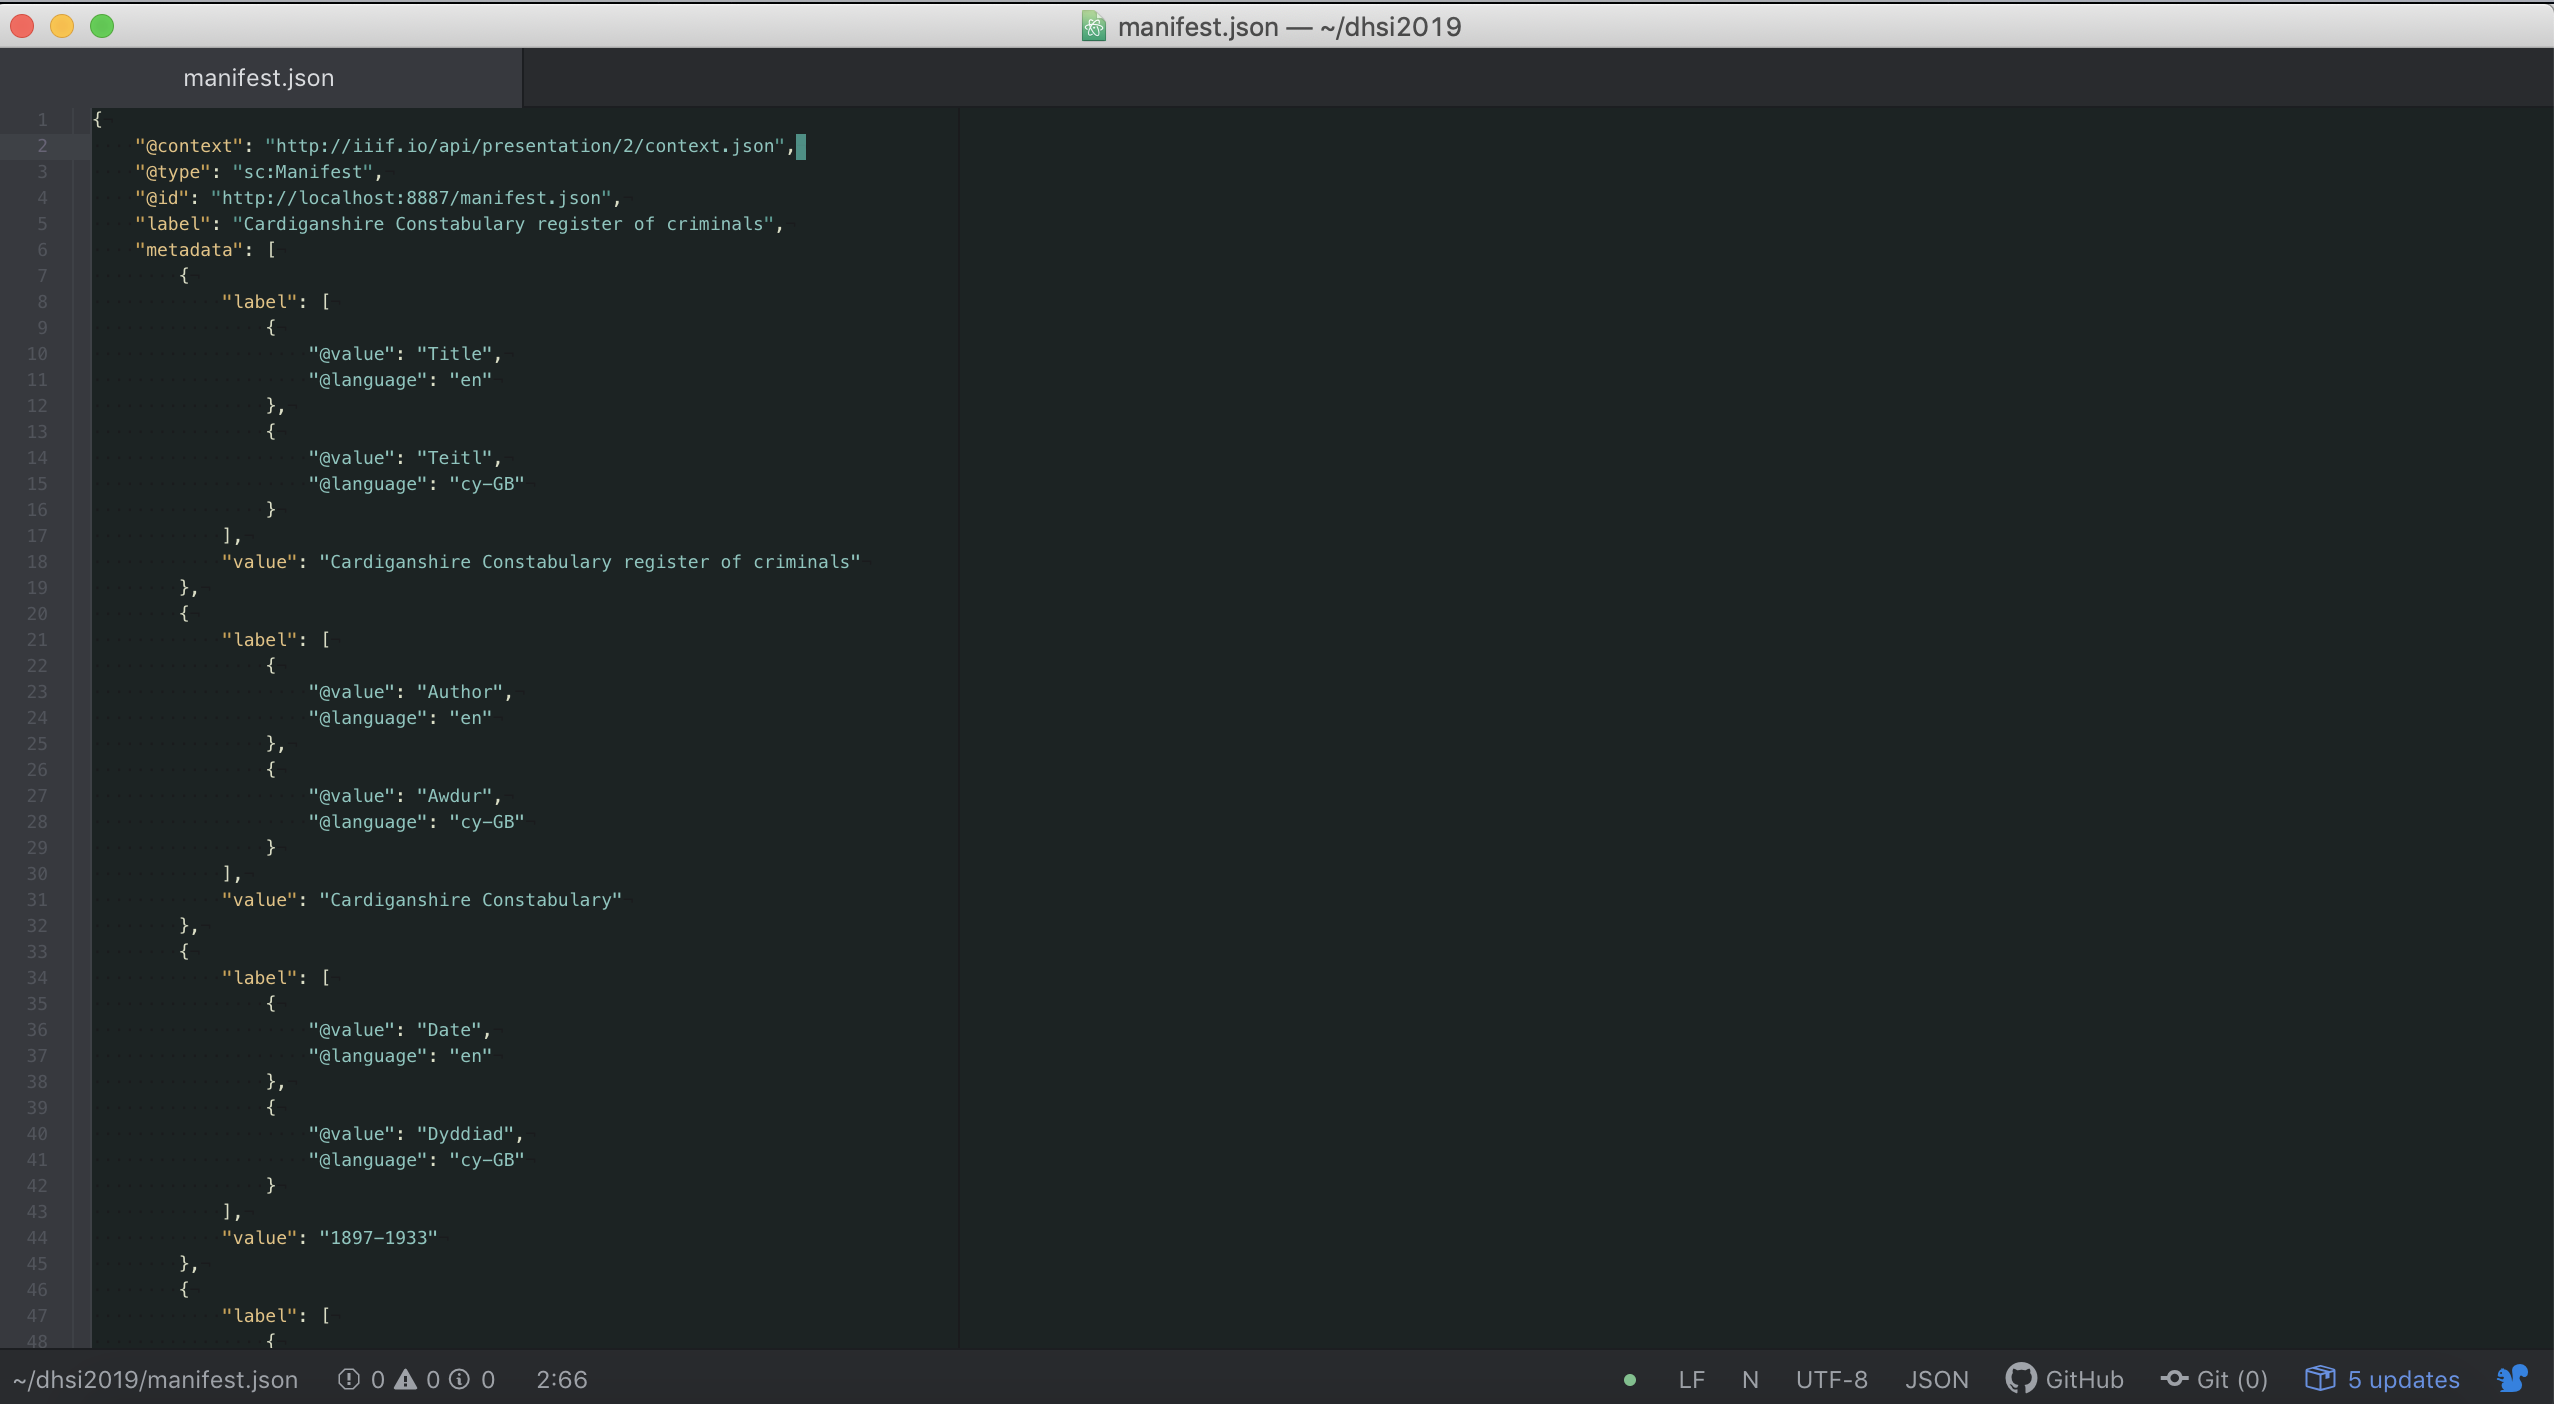 manifest.json — ~/dhsi2019
manifest.json
1 {
2 "@context": "http://iiif.io/api/presentation/2/context.json",
3 "@type": "sc:Manifest",
4 "@id": "http://localhost:8887/manifest.json",
5 "label": "Cardiganshire Constabulary register of criminals",
6 "metadata": [
7 {
8 "label": [
9 {
10 "@value": "Title",
11 "@language": "en"
12 },
13 {
14 "@value": "Teitl",
15 "@language": "cy-GB"
16 }
17 ],
18 "value": "Cardiganshire Constabulary register of criminals"
19 },
20 {
21 "label": [
22 {
23 "@value": "Author",
24 "@language": "en"
25 },
26 {
27 "@value": "Awdur",
28 "@language": "cy-GB"
29 }
30 ],
31 "value": "Cardiganshire Constabulary"
32 },
33 {
34 "label": [
35 {
36 "@value": "Date",
37 "@language": "en"
38 },
39 {
40 "@value": "Dyddiad",
41 "@language": "cy-GB"
42 }
43 ],
44 "value": "1897-1933"
45 },
46 {
47 "label": [
48 {
~/dhsi2019/manifest.json 0 0 0 2:66 LF N UTF-8 JSON GitHub Git (0) 5 updates